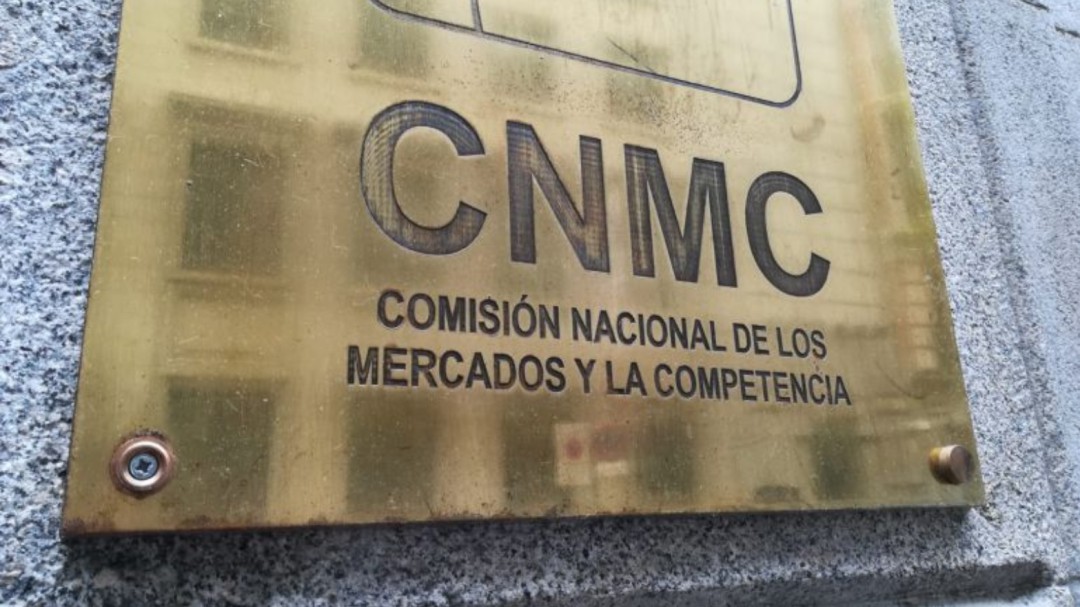 CNMC
COMISIÓN NACIONAL DE LOS
MERCADOS Y LA COMPETENCIA